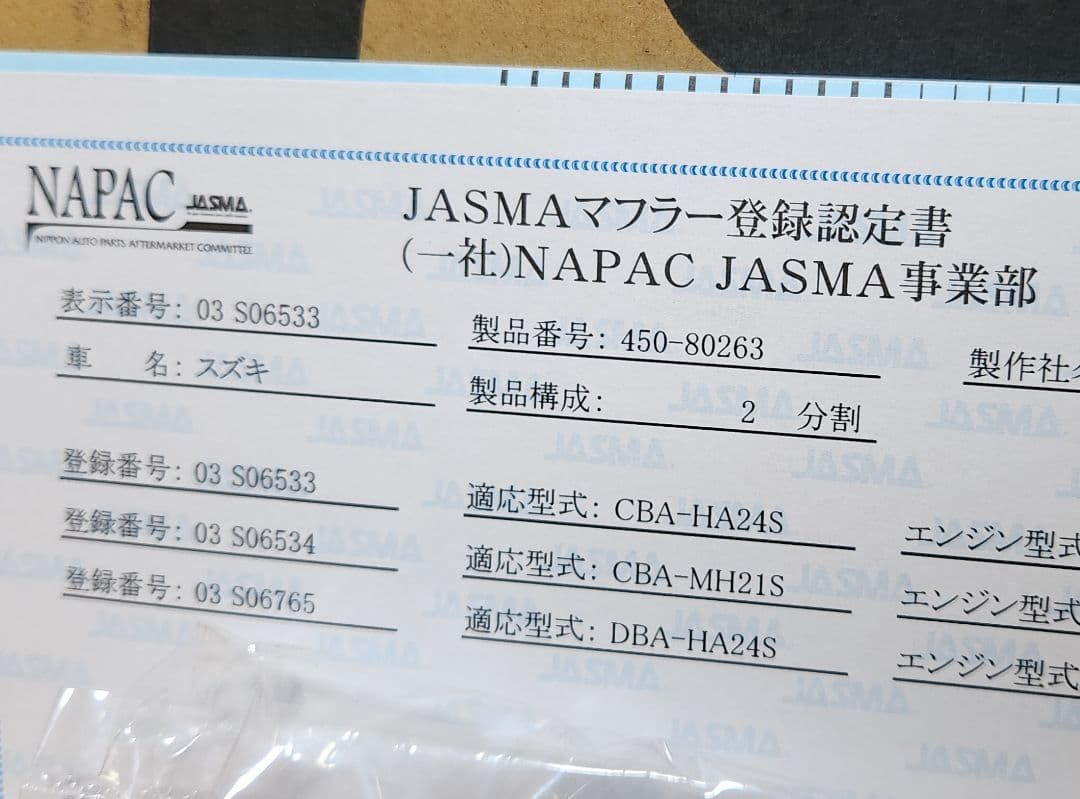 NAPAC JASMA
NIPPON AUTO PARTS AFTERMARKET COMMITTEE
JASMAマフラー登録認定書
(一社)NAPAC JASMA事業部
表示番号: 03 S06533 製品番号: 450-80263 製作社
車 名: スズキ 製品構成: 2 分割
登録番号: 03 S06533 適応型式: CBA-HA24S エンジン型式
登録番号: 03 S06534 適応型式: CBA-MH21S エンジン型式
登録番号: 03 S06765 適応型式: DBA-HA24S エンジン型式